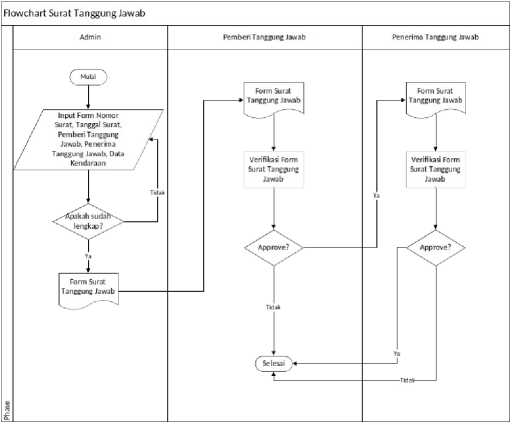 Flowchart Surat Tanggung Jawab
Admin
Pemberi Tanggung Jawab
Penerima Tanggung Jawab
Mulai
Input Form Nomor
Surat, Tanggal Surat,
Pemberi Tanggung
Jawab, Penerima
Tanggung Jawab, Data
Kendaraan
Tidak
Apakah sudah
lengkap?
Ya
Form Surat
Tanggung Jawab
Form Surat
Tanggung Jawab
Verifikasi Form
Surat Tanggung
Jawab
Approve?
Ya
Tidak
Selesai
Form Surat
Tanggung Jawab
Verifikasi Form
Surat Tanggung
Jawab
Approve?
Ya
Tidak
Phase